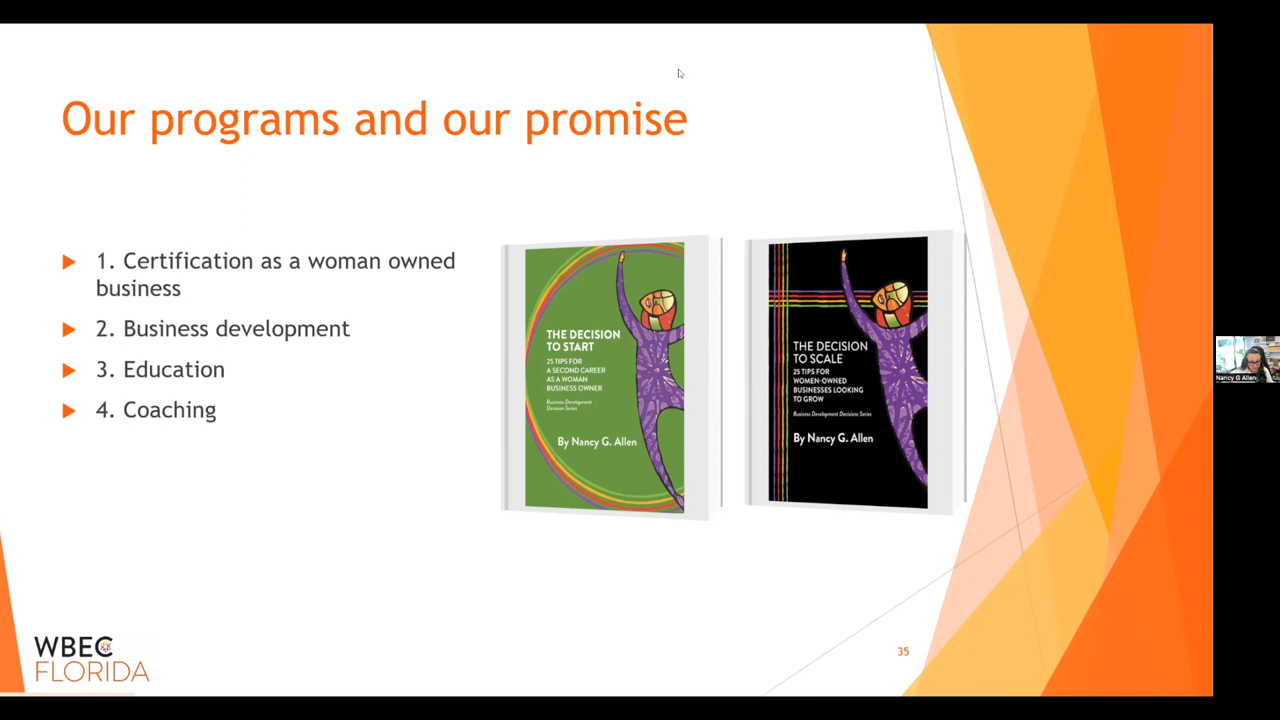 Our programs and our promise
1. Certification as a woman owned
business
2. Business development
3. Education
4. Coaching
THE DECISION
TO START
25 TIPS FOR
A SECOND CAREER
AS A WOMAN
BUSINESS OWNER
Business Development
Decision Series
By Nancy G. Allen
THE DECISION
TO SCALE
25 TIPS FOR
WOMEN-OWNED
BUSINESSES LOOKING
TO GROW
Business Development Decisions Series
By Nancy G. Allen
Nancy G Allen
WBEC
FLORIDA
35